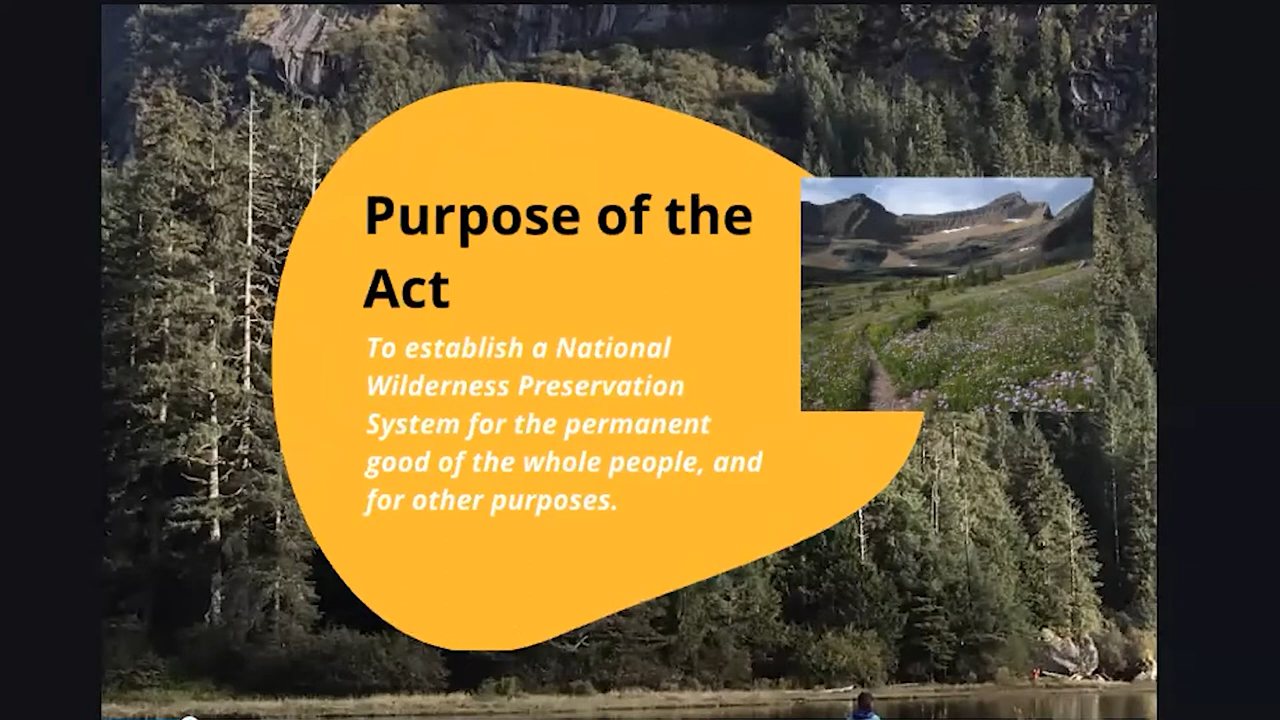 Purpose of the
Act
To establish a National
Wilderness Preservation
System for the permanent
good of the whole people, and
for other purposes.